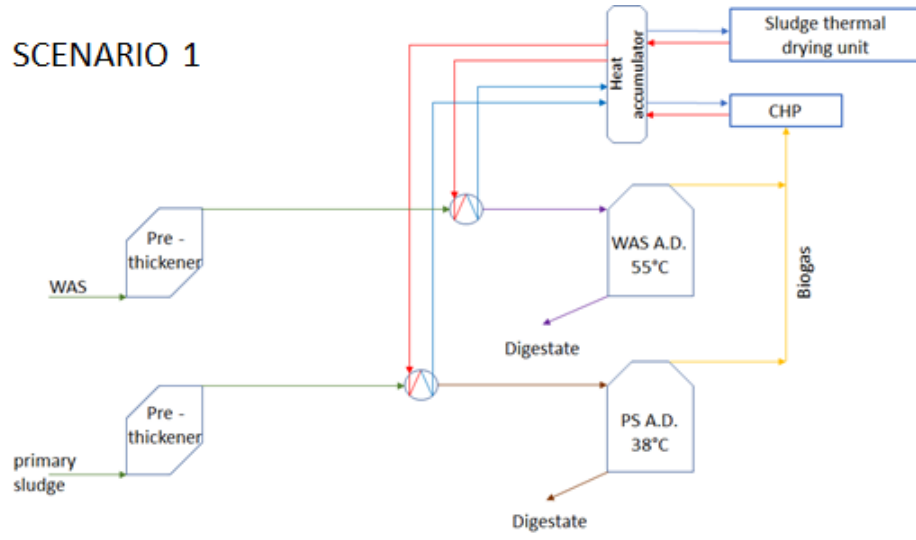 SCENARIO 1
Heat
accumulator
Sludge thermal
drying unit
CHP
Pre -
thickener
WAS
WAS A.D.
55°C
Biogas
Digestate
Pre -
thickener
primary
sludge
PS A.D.
38°C
Digestate